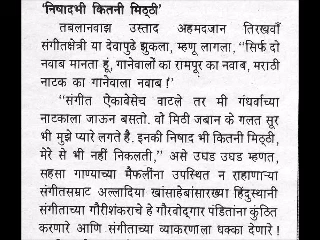 'निषादभी कितनी मिठ्ठी'
तबलानवाझ उस्ताद अहमदजान तिरखवाँ
संगीतक्षेत्री या देवापुढे झुकला, म्हणू लागला, "सिर्फ दो
नवाब मानता हूं, गानेवालों का रामपूर का नवाब, मराठी
नाटक का गानेवाला नवाब !"
"संगीत ऐकावेसेच वाटले तर मी गंधर्वाच्या
नाटकाला जाऊन बसतो. वो मिठी जबान के गलत सूर
भी मुझे प्यारे लगते है. इनकी निषाद भी कितनी मिठ्ठी,
मेरे से भी नहीं निकलती," असे उघड उघड म्हणत,
सहसा गाण्याच्या मैफलींना उपस्थित न राहाणाऱ्या
संगीतसम्राट अल्लादिया खांसाहेबांसारख्या हिंदुस्थानी
संगीताच्या गौरीशंकराचे हे गौरवोद्गार पंडितांना कुंठित
करणारे आणि संगीताच्या व्याकरणाला धक्का देणारे !